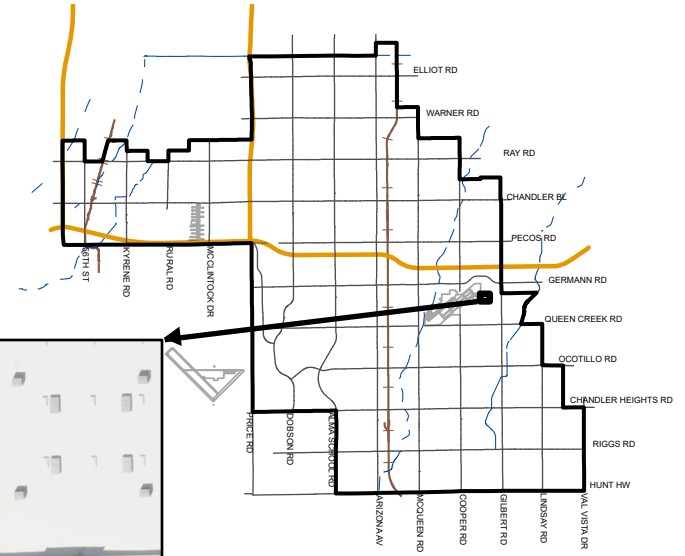 ELLIOT RD
WARNER RD
RAY RD
PECOS RD
GERMANN RD
QUEEN CREEK RD
OCOTILLO RD
CHANDLER HEIGHTS RD
RIGGS RD
HUNT HW
56TH ST
KYRENE RD
RURAL RD
MCCLINTOCK DR
PRICE RD
DOBSON RD
ALMA SCHOOL RD
ARIZONA AV
MCQUEEN RD
COOPER RD
GILBERT RD
LINDSAY RD
VAL VISTA DR
CHANDLER BL